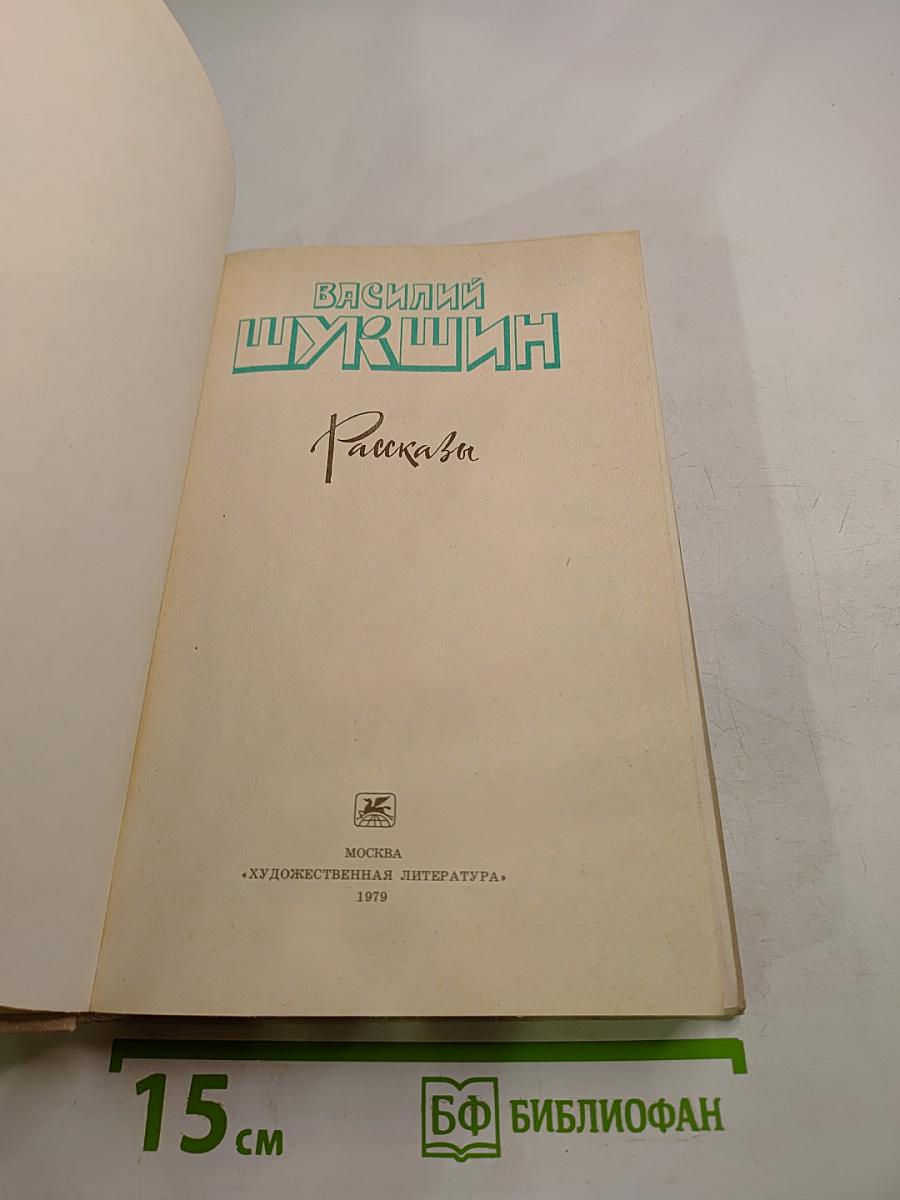 ВАСИЛИЙ
ШУКШИН
Рассказы
МОСКВА
«ХУДОЖЕСТВЕННАЯ ЛИТЕРАТУРА»
1979
15 см
БФ БИБЛИОФАН